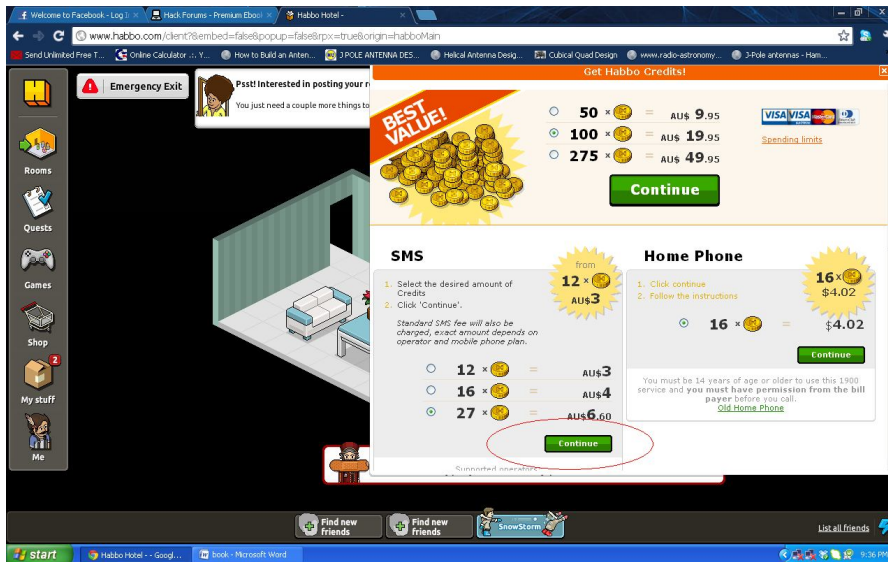 Welcome to Facebook - Log I
Hack Forums - Premium Ebook
Habbo Hotel -
www.habbo.com/client?8embed=false&popup=false&rpx=true&origin=habboMain
Send Unlimited Free T...
Online Calculator .:. Y...
How to Build an Anten...
J POLE ANTENNA DES...
Helical Antenna Desig...
Cubical Quad Design
www.radio-astronomy...
J-Pole antennas - Ham...
Emergency Exit
Psst! Interested in posting your r
You just need a couple more things to
Rooms
Quests
Games
Shop
2
My stuff
Me
Get Habbo Credits!
BEST
VALUE!
50 × = AU$ 9.95
100 × = AU$ 19.95
275 × = AU$ 49.95
VISA VISA MasterCard
Spending limits
Continue
SMS
from
12 ×
AU$3
1. Select the desired amount of
Credits
2. Click 'Continue'.
Standard SMS fee will also be
charged, exact amount depends on
operator and mobile phone plan.
12 × = AU$3
16 × = AU$4
27 × = AU$6.60
Continue
Supported operators
Home Phone
16×
$4.02
1. Click continue
2. Follow the instructions
16 × = $4.02
Continue
You must be 14 years of age or older to use this 1900
service and you must have permission from the bill
payer before you call.
Old Home Phone
Find new
friends
Find new
friends
SnowStorm
List all friends
start
Habbo Hotel - - Googl...
book - Microsoft Word
9:36 PM